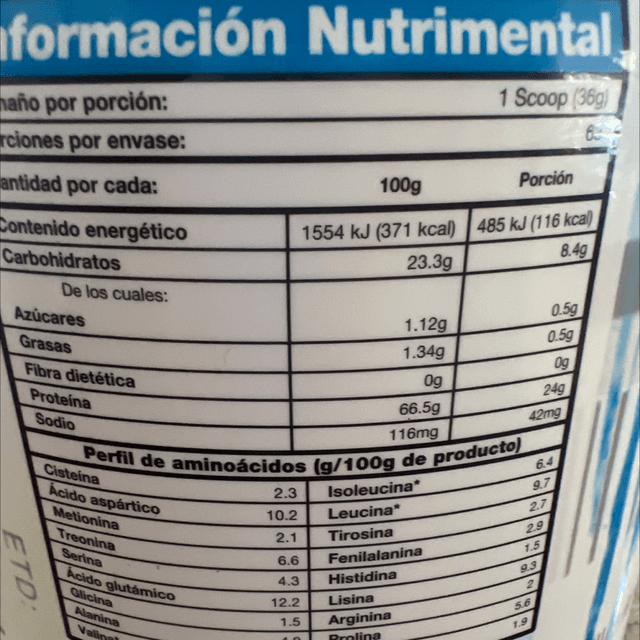 nformación Nutrimental
maño por porción: 1 Scoop (36g)
rciones por envase:
antidad por cada: 100g Porción
Contenido energético 1554 kJ (371 kcal) 485 kJ (116 kcal)
Carbohidratos 23.3g 8.4g
De los cuales:
Azúcares 1.12g 0.5g
Grasas 1.34g 0.5g
Fibra dietética 0g 0g
Proteína 66.5g 24g
Sodio 116mg 42mg
Perfil de aminoácidos (g/100g de producto)
Cisteína 2.3 Isoleucina* 6.4
Ácido aspártico 10.2 Leucina* 9.7
Metionina 2.1 Tirosina 2.7
Treonina 6.6 Fenilalanina 2.9
Serina 4.3 Histidina 1.5
Ácido glutámico 12.2 Lisina 9.3
Glicina 1.5 Arginina 2
Alanina Prolina 5.6
1.9
ETD: